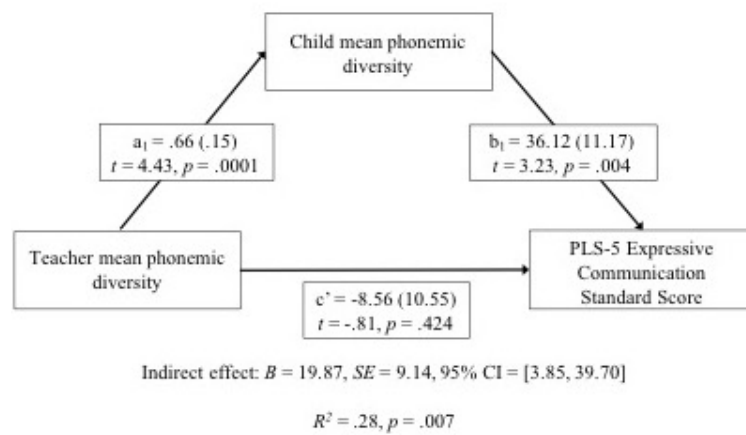 Child mean phonemic
diversity
a₁ = .66 (.15)
t = 4.43, p = .0001
b₁ = 36.12 (11.17)
t = 3.23, p = .004
Teacher mean phonemic
diversity
PLS-5 Expressive
Communication
Standard Score
c’ = -8.56 (10.55)
t = -.81, p = .424
Indirect effect: B = 19.87, SE = 9.14, 95% CI = [3.85, 39.70]
R² = .28, p = .007